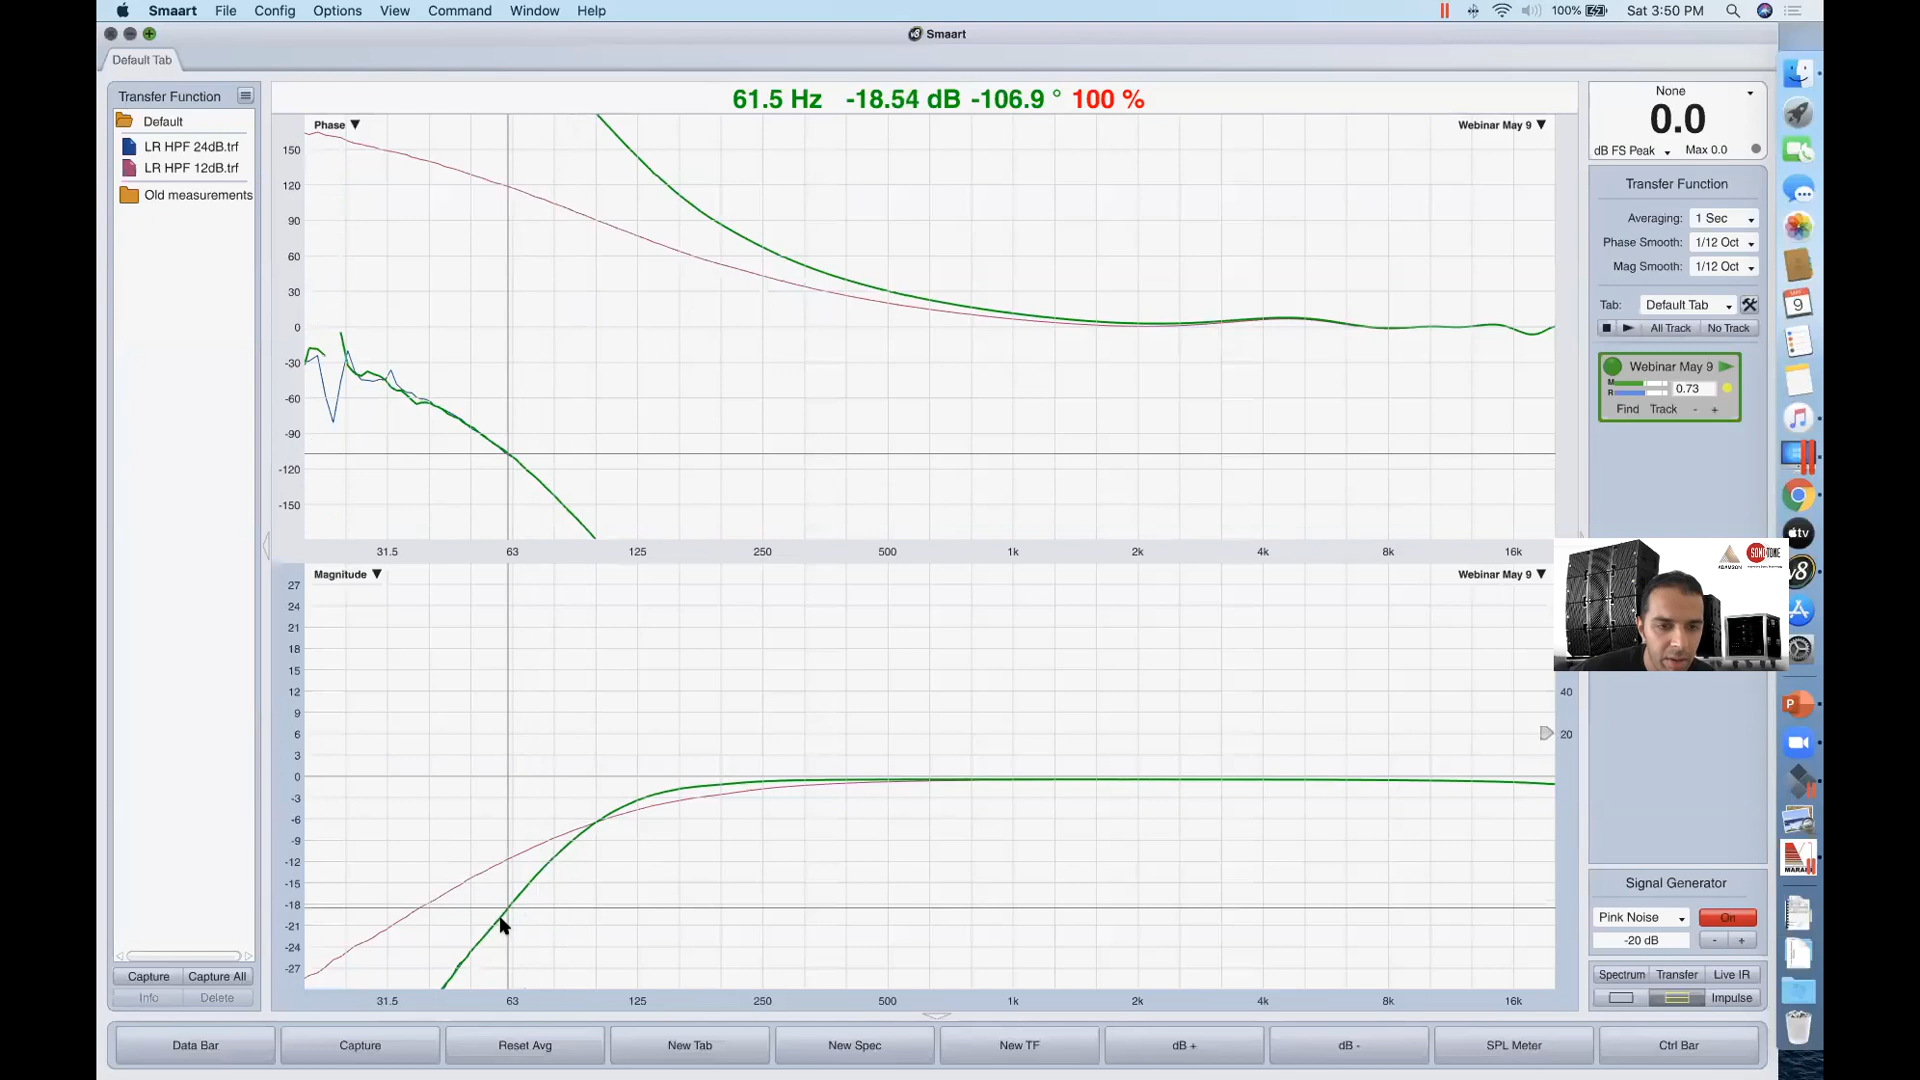 Smaart File Config Options View Command Window Help 100% Sat 3:50 PM
v8 Smaart
Default Tab
Transfer Function
Default
LR HPF 24dB.trf
LR HPF 12dB.trf
Old measurements
Capture Capture All
Info Delete
61.5 Hz -18.54 dB -106.9 ° 100 %
Phase ▼ Webinar May 9 ▼
150
120
90
60
30
0
-30
-60
-90
-120
-150
31.5 63 125 250 500 1k 2k 4k 8k 16k
Magnitude ▼ Webinar May 9 ▼
27
24
21
18
15
12
9
6
3
0
-3
-6
-9
-12
-15
-18
-21
-24
-27
40
20
31.5 63 125 250 500 1k 2k 4k 8k 16k
None
0.0
dB FS Peak Max 0.0
Transfer Function
Averaging: 1 Sec
Phase Smooth: 1/12 Oct
Mag Smooth: 1/12 Oct
Tab: Default Tab
All Track No Track
Webinar May 9
M
R 0.73
Find Track - +
Signal Generator
Pink Noise On
-20 dB - +
Spectrum Transfer Live IR
Impulse
Data Bar Capture Reset Avg New Tab New Spec New TF dB + dB - SPL Meter Ctrl Bar
MAY
9
tv
v8
P